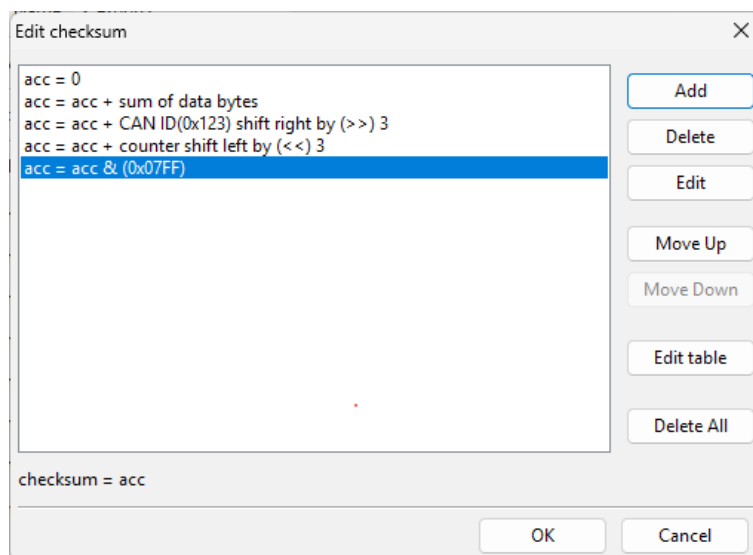 Edit checksum
acc = 0
acc = acc + sum of data bytes
acc = acc + CAN ID(0x123) shift right by (>>) 3
acc = acc + counter shift left by (<<) 3
acc = acc & (0x07FF)
Add
Delete
Edit
Move Up
Move Down
Edit table
Delete All
checksum = acc
OK
Cancel